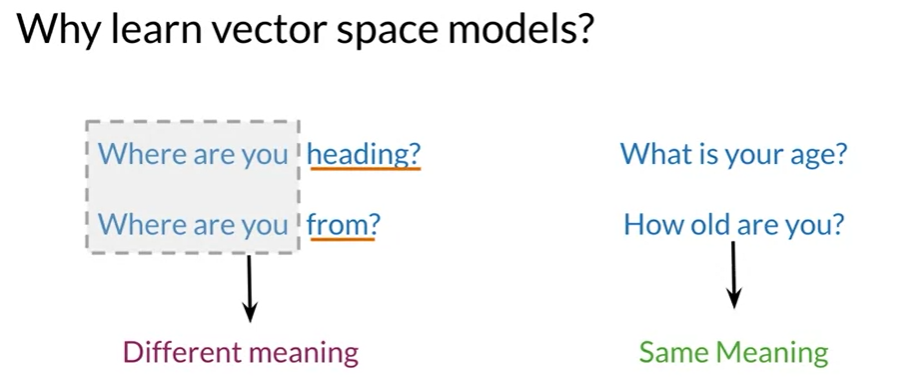 Why learn vector space models?
Where are you heading?
Where are you from?
Different meaning
What is your age?
How old are you?
Same Meaning